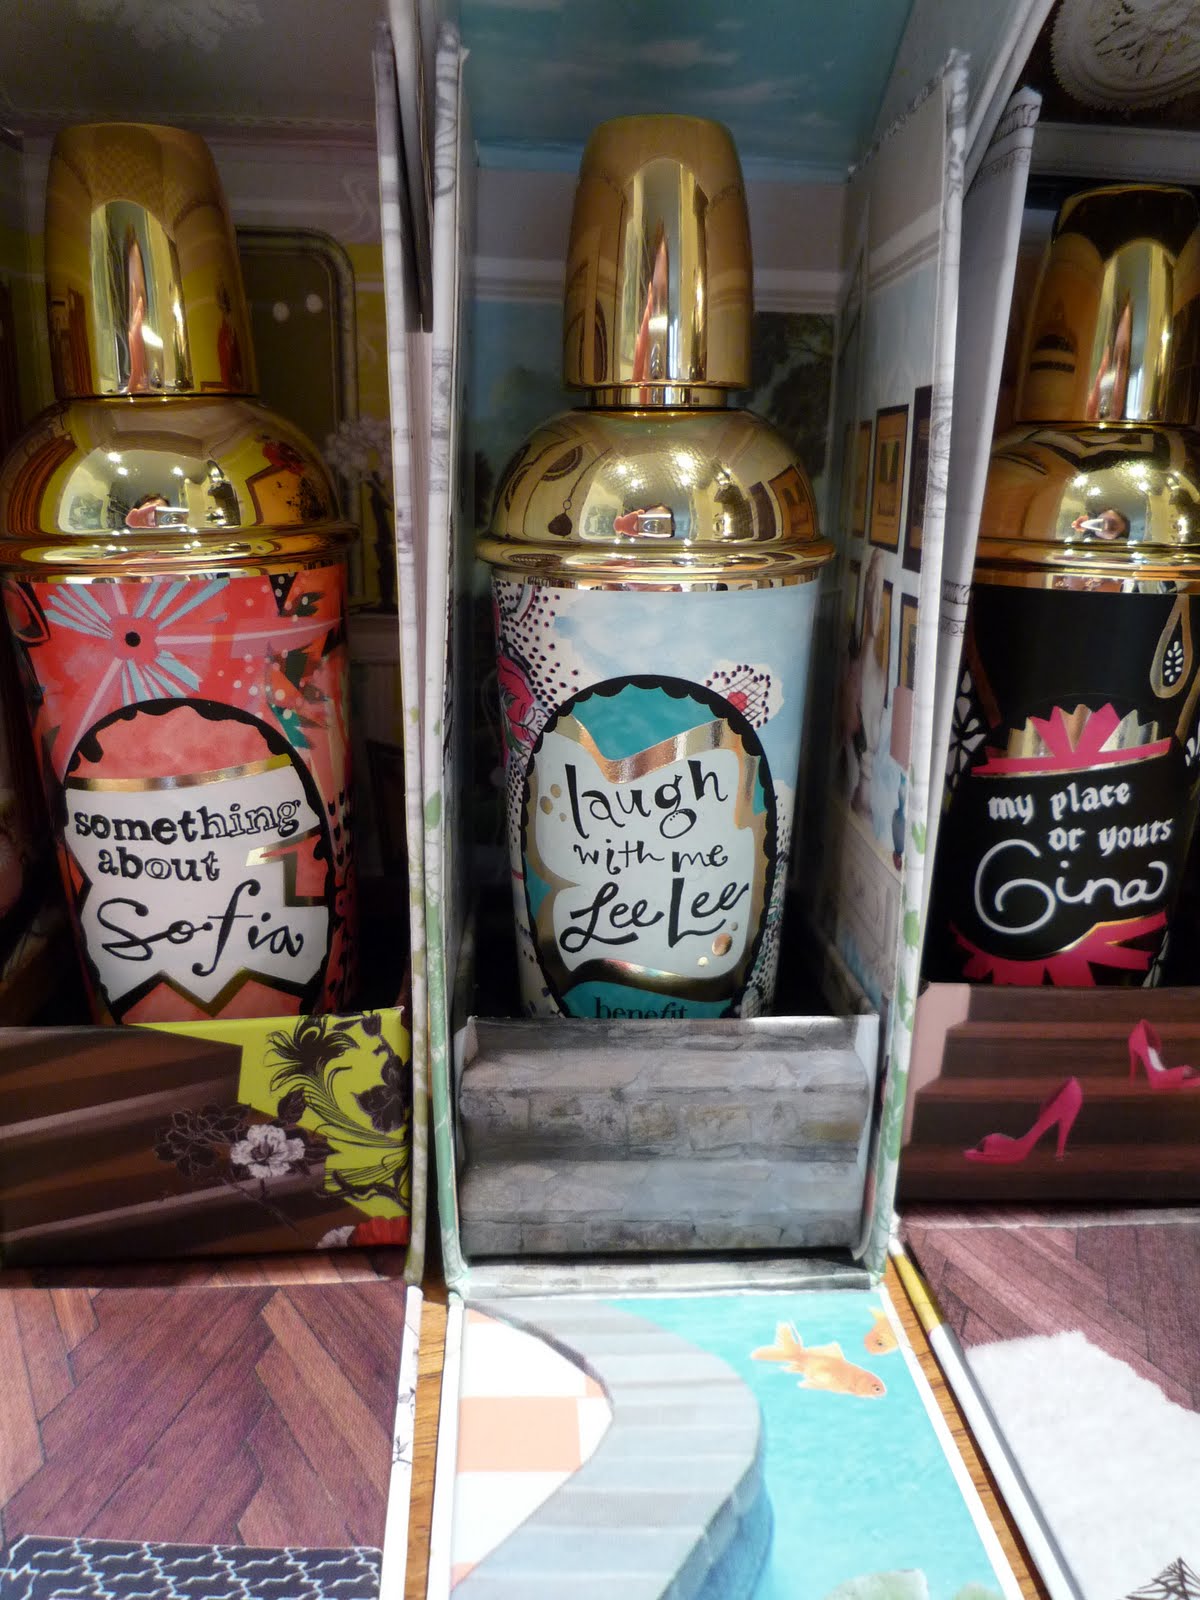 something
about
Sofia
laugh
with me
Lee Lee
benefit
my place
or yours
Gina